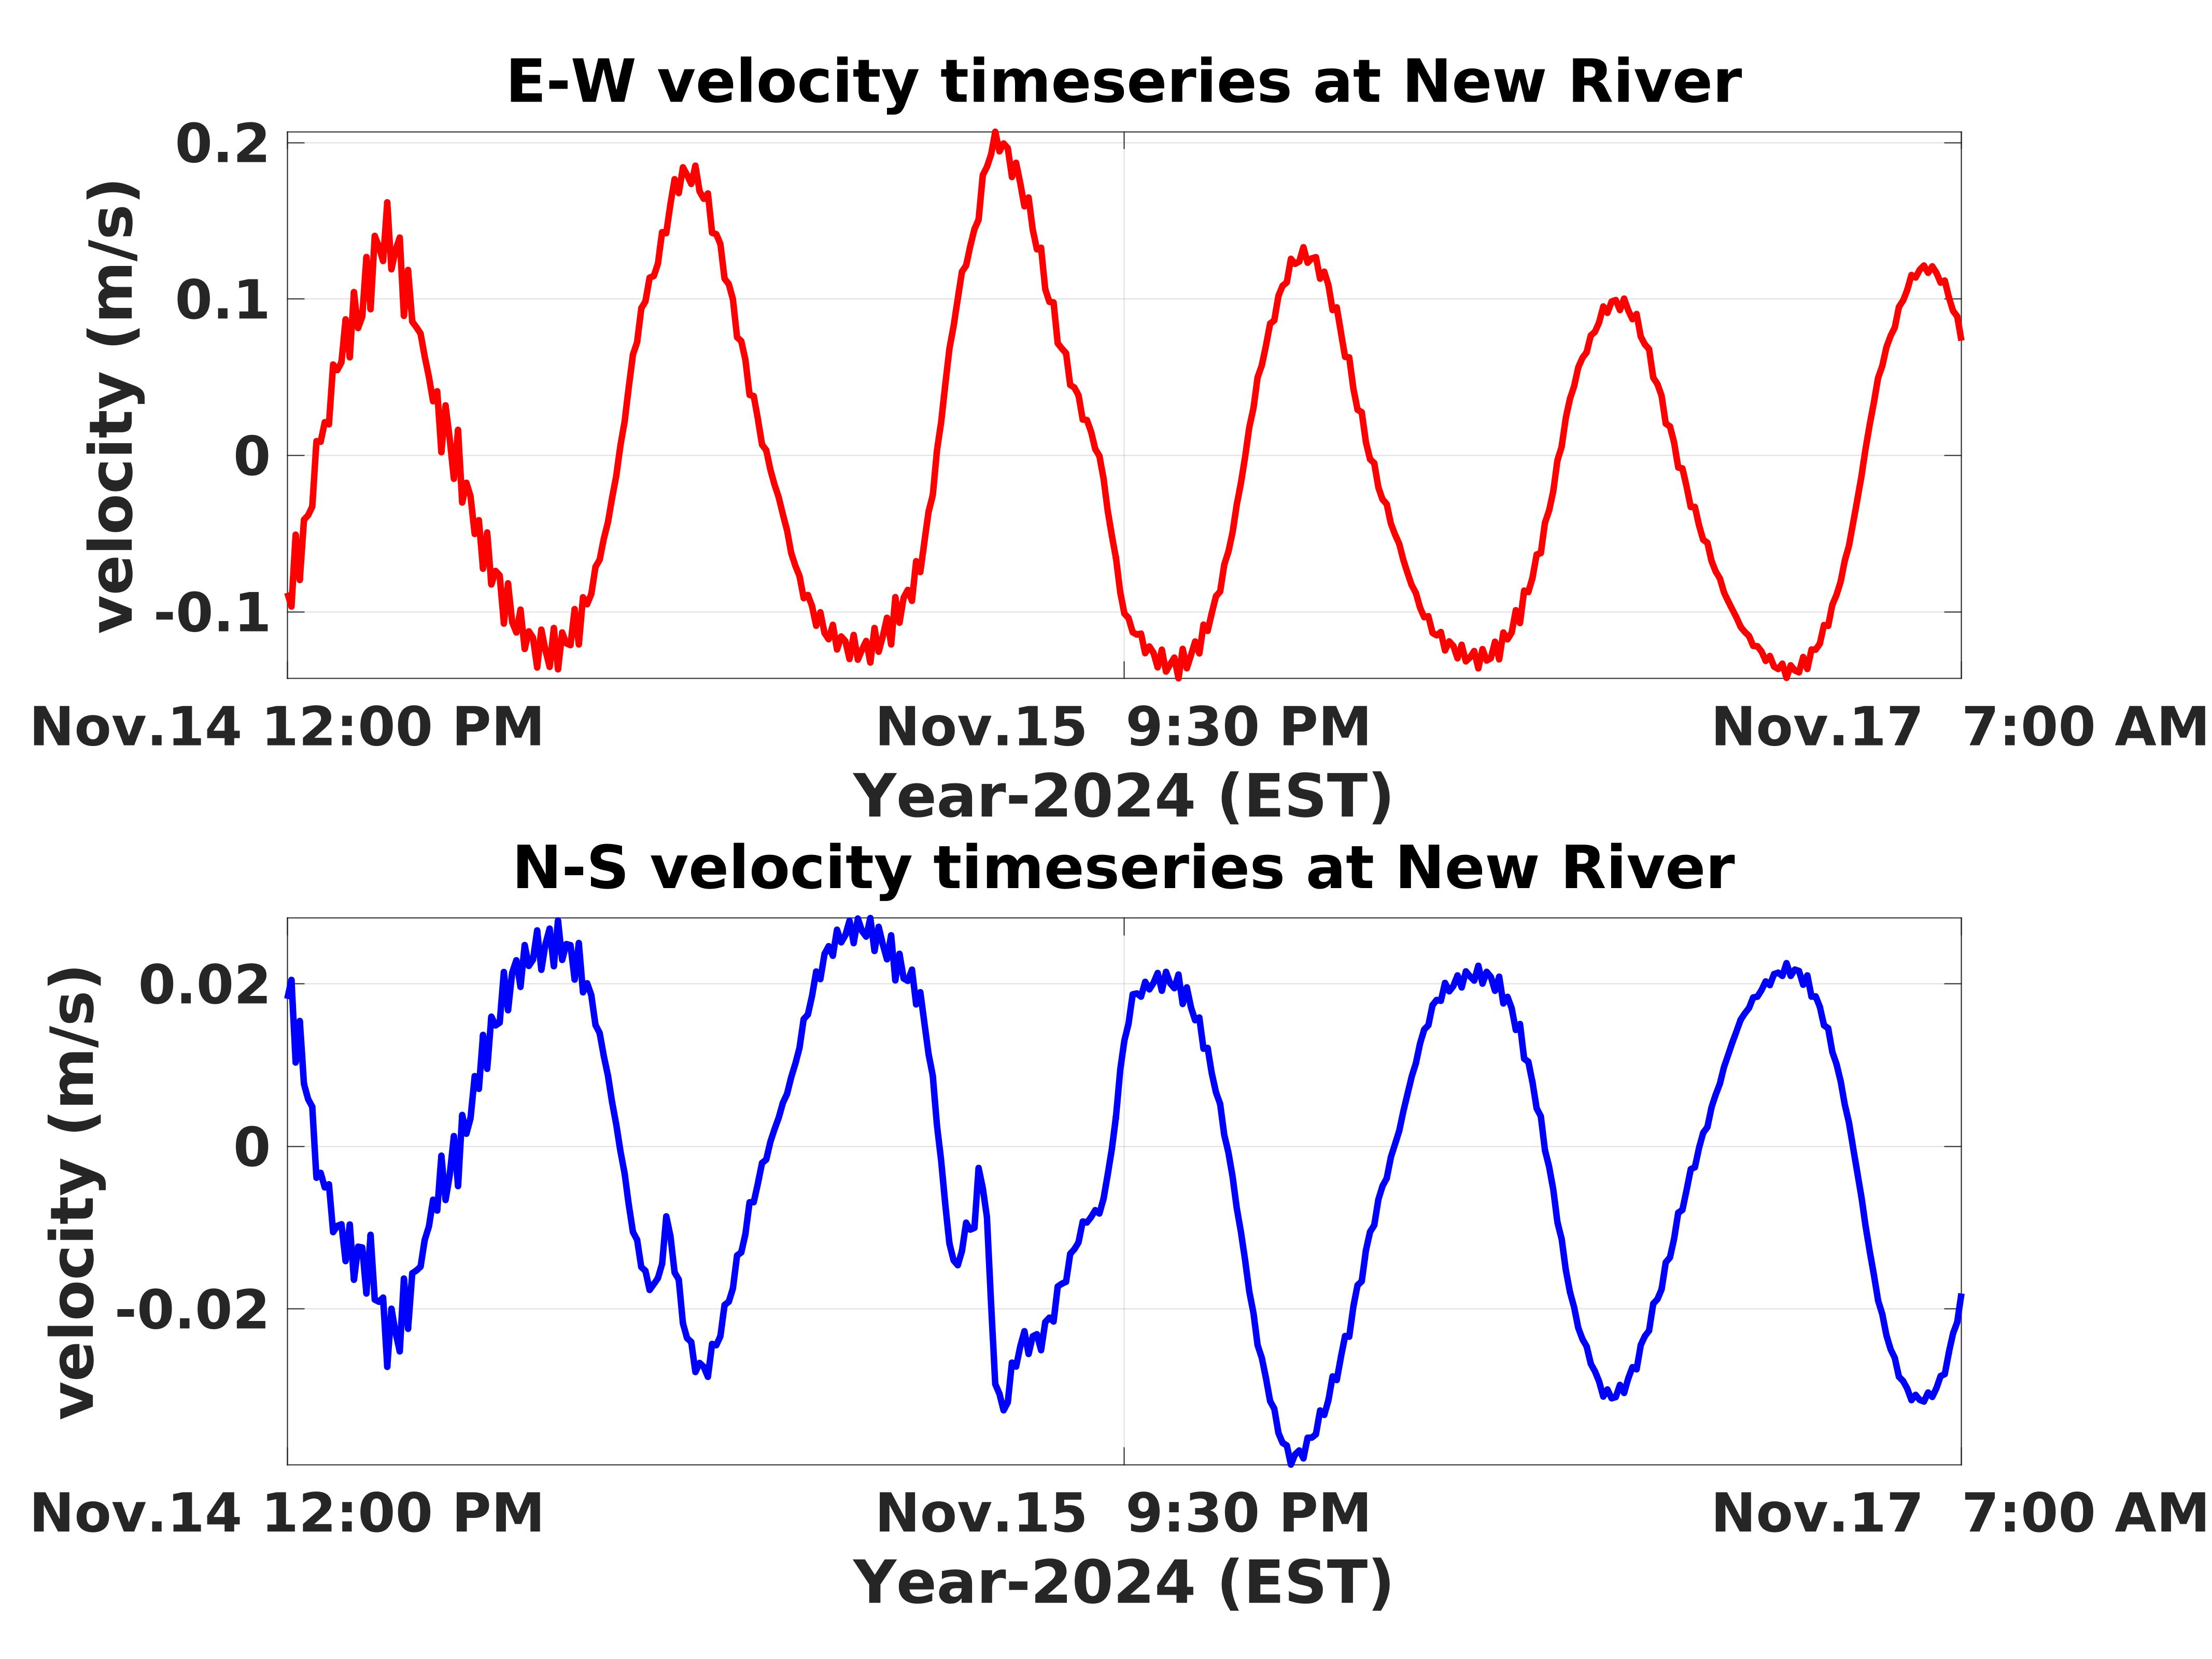 E-W velocity timeseries at New River
velocity (m/s)
0.2
0.1
0
-0.1
Nov.14 12:00 PM Nov.15  9:30 PM Nov.17  7:00 AM
Year-2024 (EST)
N-S velocity timeseries at New River
velocity (m/s)
0.02
0
-0.02
Nov.14 12:00 PM Nov.15  9:30 PM Nov.17  7:00 AM
Year-2024 (EST)